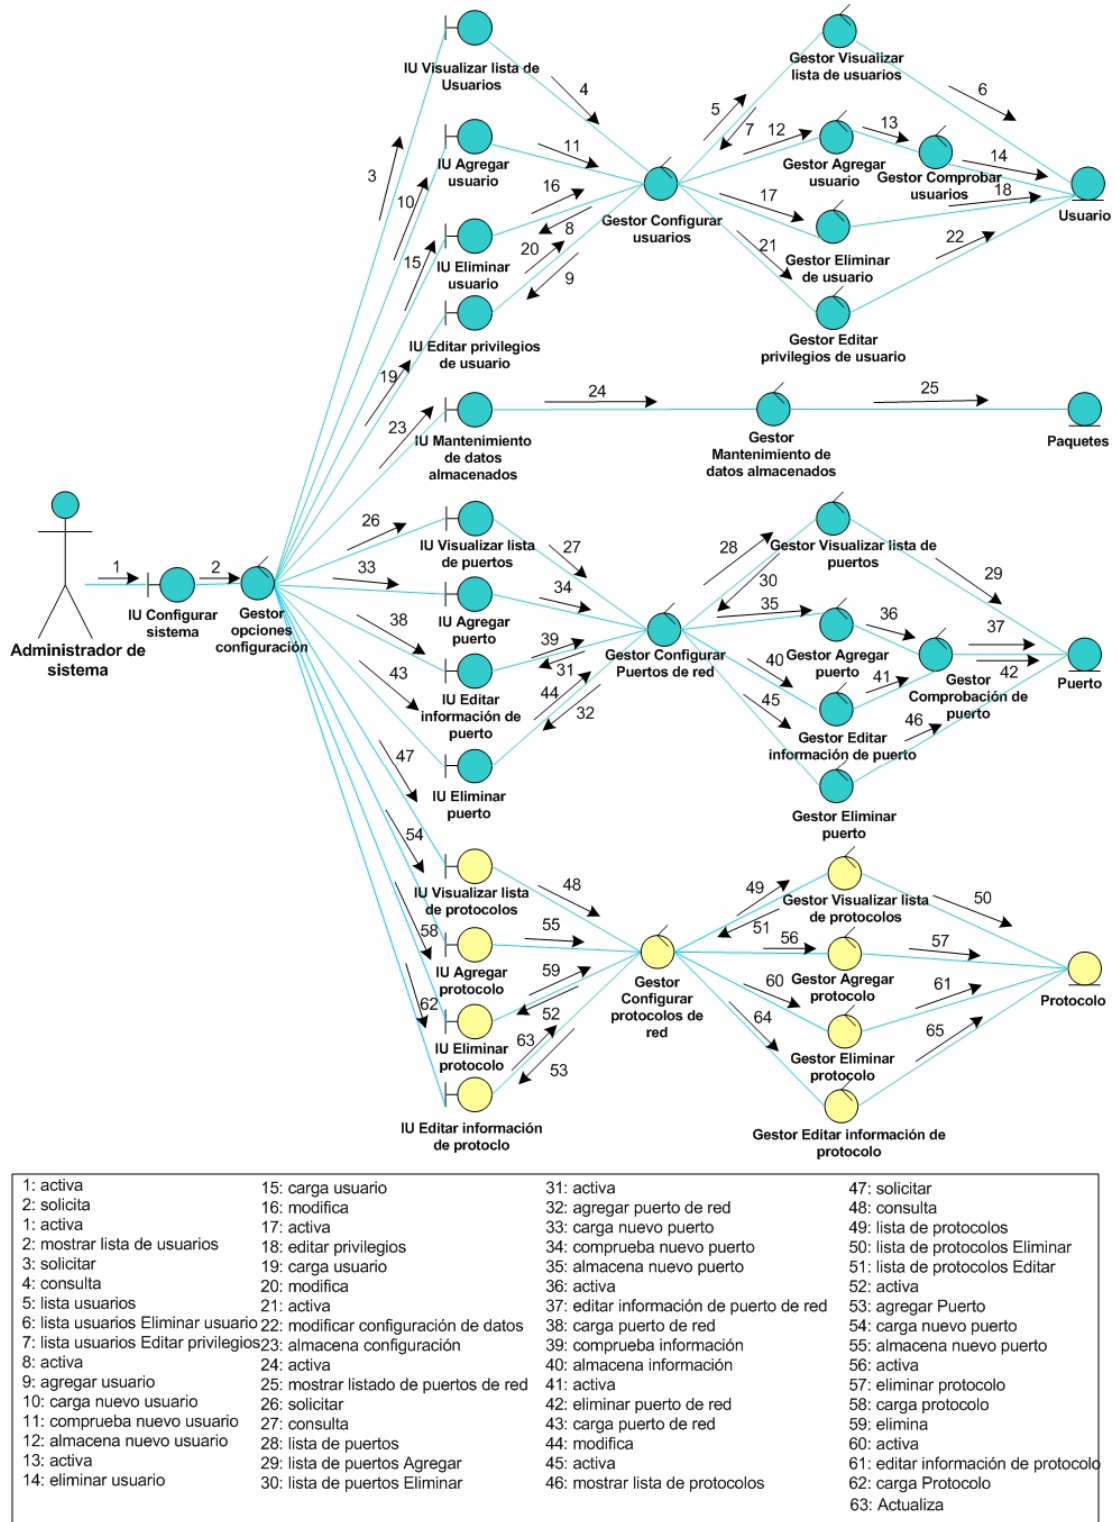 IU Visualizar lista de
Usuarios
4
3
IU Agregar
usuario
11
10
16
IU Eliminar
usuario
15
8
20
9
IU Editar privilegios
de usuario
19
Gestor Configurar
usuarios
5
7
Gestor Visualizar
lista de usuarios
6
12
13
Gestor Agregar
usuario
Gestor Comprobar
usuarios
14
17
18
Usuario
21
Gestor Eliminar
de usuario
22
Gestor Editar
privilegios de usuario
23
IU Mantenimiento
de datos
almacenados
24
Gestor
Mantenimiento de
datos almacenados
25
Paquetes
Administrador de
sistema
1
IU Configurar
sistema
2
Gestor
opciones
configuración
26
IU Visualizar lista
de puertos
27
33
IU Agregar
puerto
34
38
39
31
43
IU Editar
información de
puerto
44
32
IU Eliminar
puerto
Gestor Configurar
Puertos de red
28
30
Gestor Visualizar lista de
puertos
29
35
36
37
Gestor Agregar
puerto
40
41
42
Gestor
Comprobación de
puerto
Puerto
45
46
Gestor Editar
información de puerto
Gestor Eliminar
puerto
47
54
IU Visualizar lista
de protocolos
48
58
IU Agregar
protocolo
55
59
62
52
IU Eliminar
protocolo
63
53
IU Editar información
de protoclo
Gestor
Configurar
protocolos de
red
49
51
Gestor Visualizar lista
de protocolos
50
56
57
Gestor Agregar
protocolo
Protocolo
60
61
64
Gestor Eliminar
protocolo
65
Gestor Editar información de
protocolo
1: activa
2: solicita
1: activa
2: mostrar lista de usuarios
3: solicitar
4: consulta
5: lista usuarios
6: lista usuarios Eliminar usuario
7: lista usuarios Editar privilegios
8: activa
9: agregar usuario
10: carga nuevo usuario
11: comprueba nuevo usuario
12: almacena nuevo usuario
13: activa
14: eliminar usuario
15: carga usuario
16: modifica
17: activa
18: editar privilegios
19: carga usuario
20: modifica
21: activa
22: modificar configuración de datos
23: almacena configuración
24: activa
25: mostrar listado de puertos de red
26: solicitar
27: consulta
28: lista de puertos
29: lista de puertos Agregar
30: lista de puertos Eliminar
31: activa
32: agregar puerto de red
33: carga nuevo puerto
34: comprueba nuevo puerto
35: almacena nuevo puerto
36: activa
37: editar información de puerto de red
38: carga puerto de red
39: comprueba información
40: almacena información
41: activa
42: eliminar puerto de red
43: carga puerto de red
44: modifica
45: activa
46: mostrar lista de protocolos
47: solicitar
48: consulta
49: lista de protocolos
50: lista de protocolos Eliminar
51: lista de protocolos Editar
52: activa
53: agregar Puerto
54: carga nuevo puerto
55: almacena nuevo puerto
56: activa
57: eliminar protocolo
58: carga protocolo
59: elimina
60: activa
61: editar información de protocolo
62: carga Protocolo
63: Actualiza